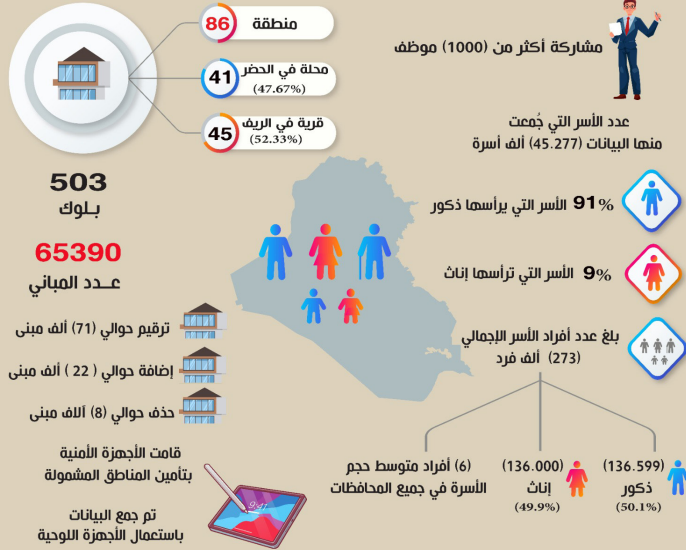 مشاركة أكثر من (1000) موظف
عدد الأسر التي جُمعت
منها البيانات (45.277) ألف أسرة
91% الأسر التي يرأسها ذكور
9% الأسر التي ترأسها إناث
بلغ عدد أفراد الأسر الإجمالي
(273) ألف فرد
(136.599)
ذكور
(50.1%)
(136.000)
إناث
(49.9%)
(6) أفراد متوسط حجم
الأسرة في جميع المحافظات
86 منطقة
41 محلة في الحضر
(47.67%)
45 قرية في الريف
(52.33%)
503
بلوك
65390
عــدد المباني
ترقيم حوالي (71) ألف مبنى
إضافة حوالي ( 22 ) ألف مبنى
حذف حوالي (8) آلاف مبنى
قامت الأجهزة الأمنية
بتأمين المناطق المشمولة
تم جمع البيانات
باستعمال الأجهزة اللوحية